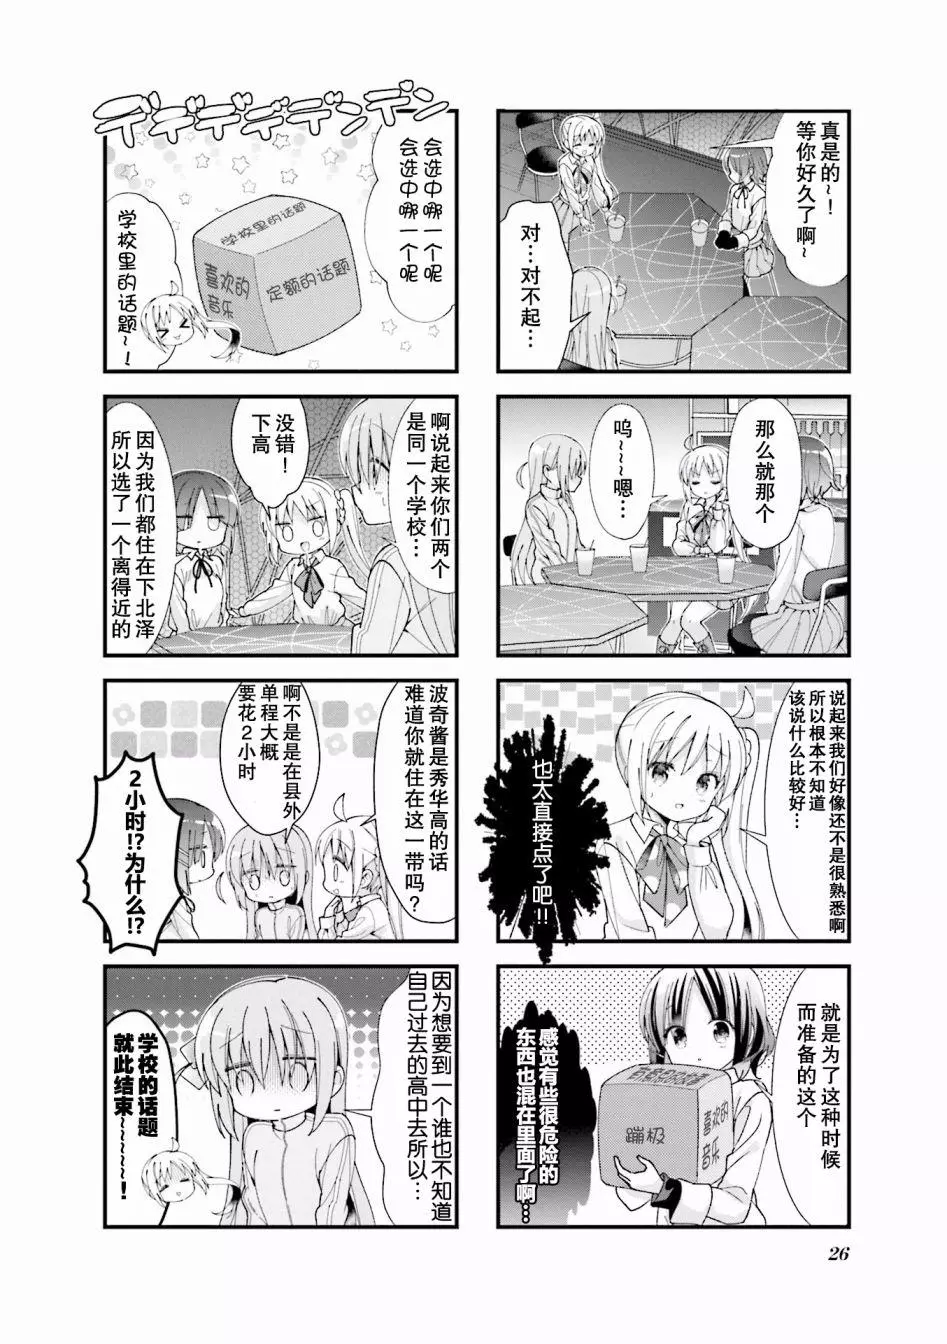 真是的~！
等你好久了啊~
对…对不起…
那么就那个
呜~~~嗯…
说起来我们好像还不是很熟悉啊
所以根本不知道
该说什么比较好…
也太直接点了吧!!
就是为了这种时候
而准备的这个
蹦极
喜欢的
音乐
感觉有些很危险的
东西也混在里面了啊…
デデデデデンデン
会选中哪一个呢
会选中哪一个呢
学校里的话题
喜欢的
音乐
定额的话题
学校里的话题~！
啊说起来你们两个
是同一个学校…
没错！
下高
因为我们都住在下北泽
所以选了一个离得近的
波奇酱是秀华高的话
难道你就住在这一带吗？
啊不是是在县外
单程大概
要花2小时
2小时!?为什么!?
因为想要到一个谁也不知道
自己过去的高中去所以…
学校的话题
就此结束~~~~~！
26